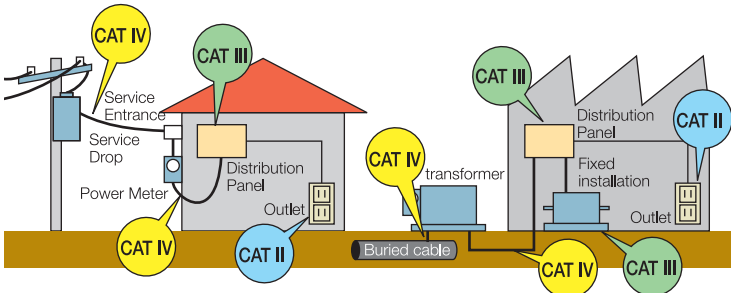 CAT IV
CAT III
CAT III
Service
Entrance
Service
Drop
Distribution
Panel
CAT II
CAT IV
transformer
Distribution
Panel
Fixed
installation
Power Meter
Outlet
Outlet
CAT IV
CAT II
Buried cable
CAT IV
CAT III